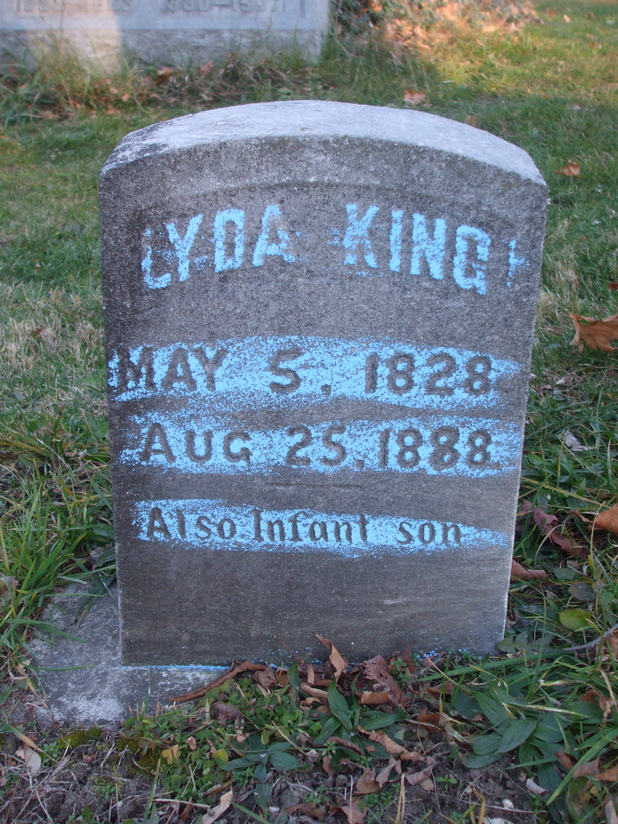 LYDA KING
MAY 5, 1828
AUG 25, 1888.
Also Infant son